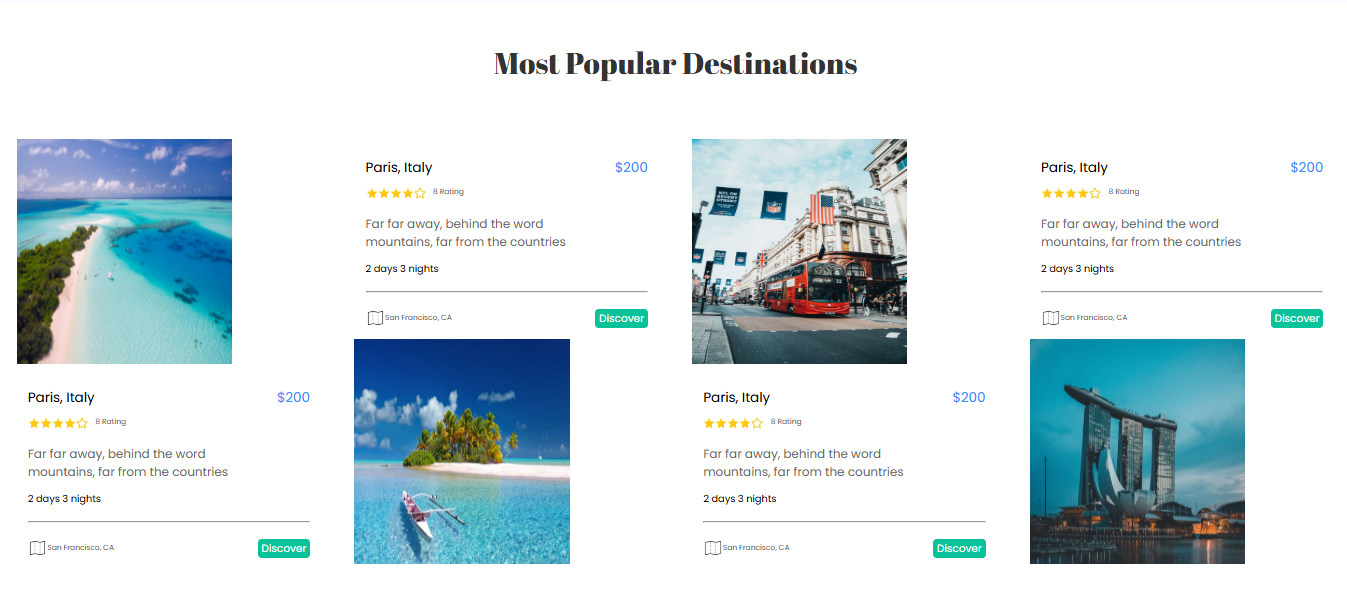 Most Popular Destinations
Paris, Italy
$200
8 Rating
Far far away, behind the word
mountains, far from the countries
2 days 3 nights
San Francisco, CA
Discover
Paris, Italy
$200
8 Rating
Far far away, behind the word
mountains, far from the countries
2 days 3 nights
San Francisco, CA
Discover
Paris, Italy
$200
8 Rating
Far far away, behind the word
mountains, far from the countries
2 days 3 nights
San Francisco, CA
Discover
Paris, Italy
$200
8 Rating
Far far away, behind the word
mountains, far from the countries
2 days 3 nights
San Francisco, CA
Discover